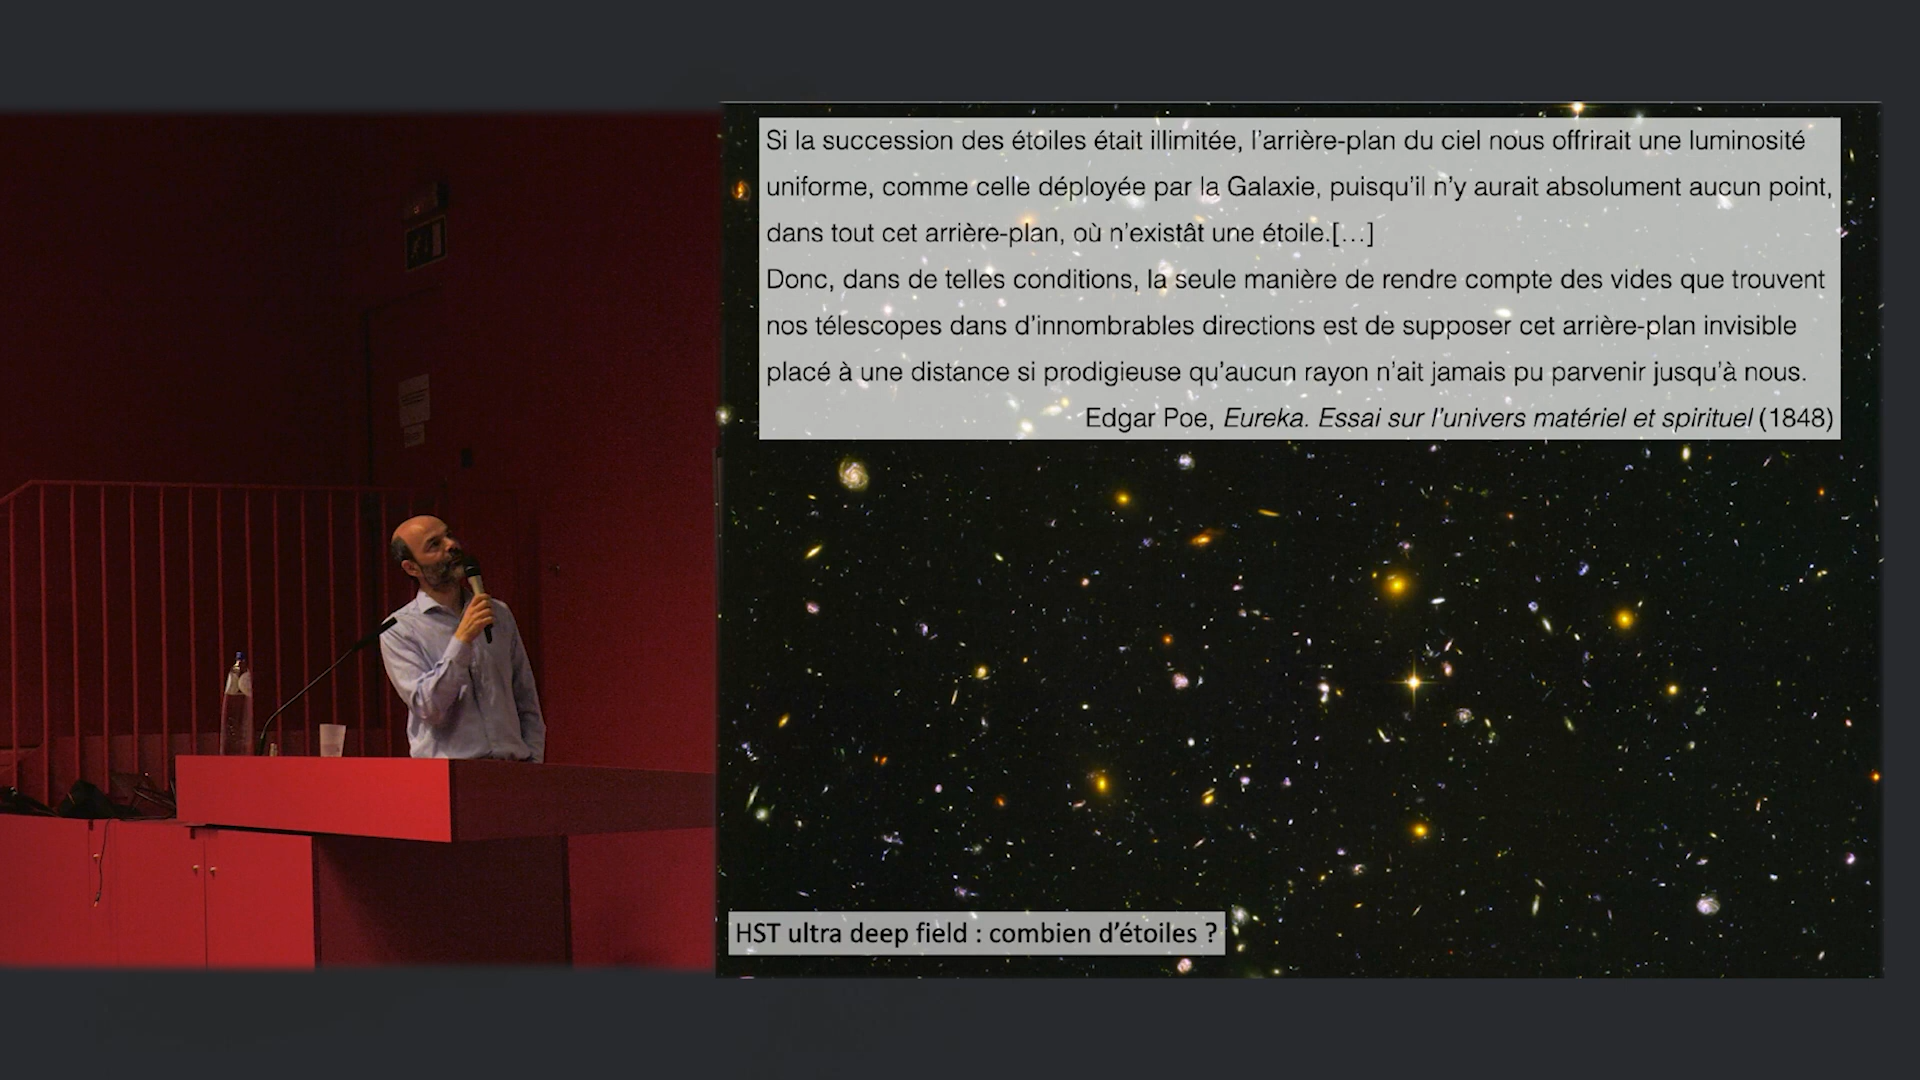 Si la succession des étoiles était illimitée, l’arrière-plan du ciel nous offrirait une luminosité
uniforme, comme celle déployée par la Galaxie, puisqu’il n’y aurait absolument aucun point,
dans tout cet arrière-plan, où n’existât une étoile.[…]
Donc, dans de telles conditions, la seule manière de rendre compte des vides que trouvent
nos télescopes dans d’innombrables directions est de supposer cet arrière-plan invisible
placé à une distance si prodigieuse qu’aucun rayon n’ait jamais pu parvenir jusqu’à nous.
Edgar Poe, Eureka. Essai sur l’univers matériel et spirituel (1848)
HST ultra deep field : combien d’étoiles ?